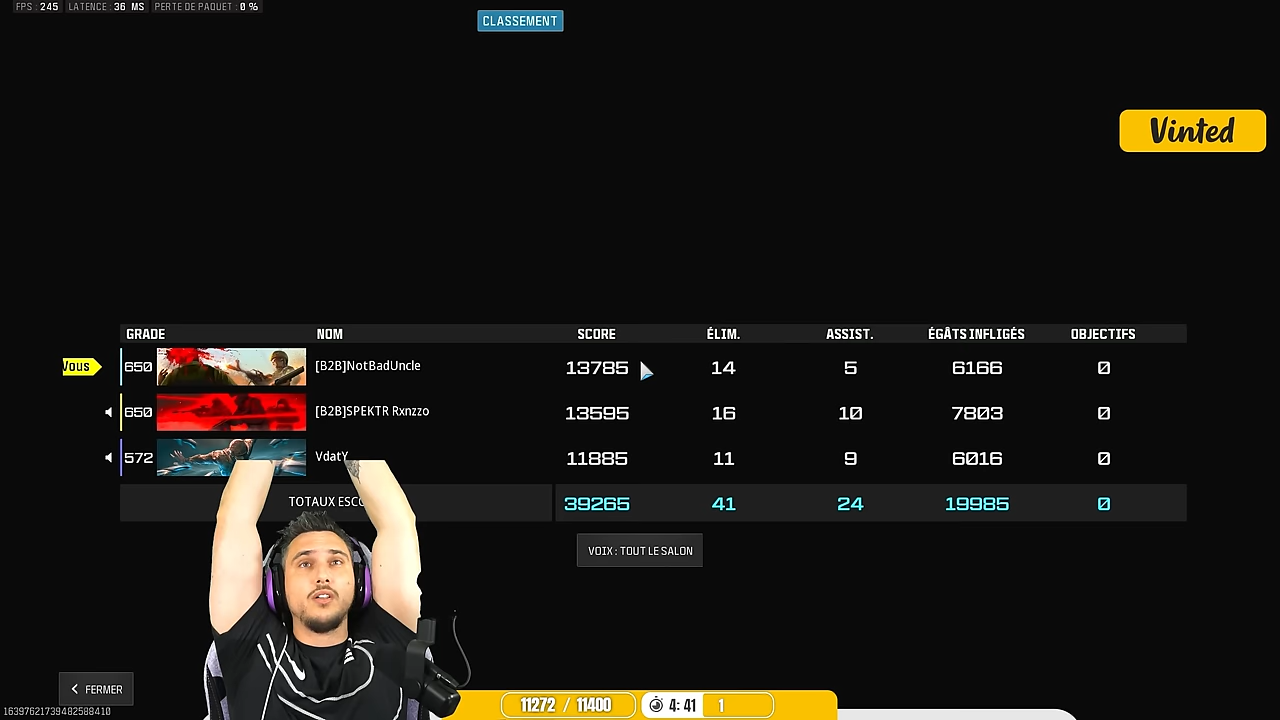 FPS : 245 LATENCE : 36 MS PERTE DE PAQUET : 0 %
CLASSEMENT
Vinted
GRADE NOM SCORE ÉLIM. ASSIST. ÉGÂTS INFLIGÉS OBJECTIFS
Vous 650 [B2B]NotBadUncle 13785 14 5 6166 0
650 [B2B]SPEKTR Rxnzzo 13595 16 10 7803 0
572 VdatY 11885 11 9 6016 0
TOTAUX ESCO 39265 41 24 19985 0
VOIX : TOUT LE SALON
FERMER
11272 / 11400 4:41 1
16397621739482588410